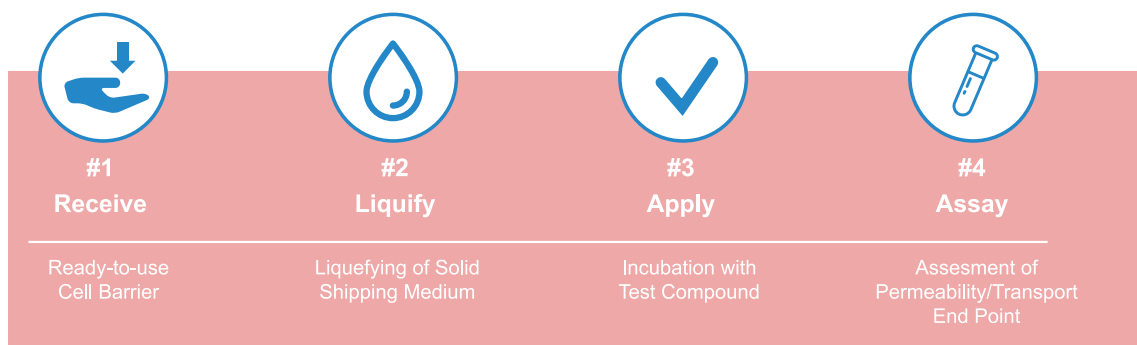 #1
Receive
Ready-to-use
Cell Barrier
#2
Liquify
Liquefying of Solid
Shipping Medium
#3
Apply
Incubation with
Test Compound
#4
Assay
Assesment of
Permeability/Transport
End Point